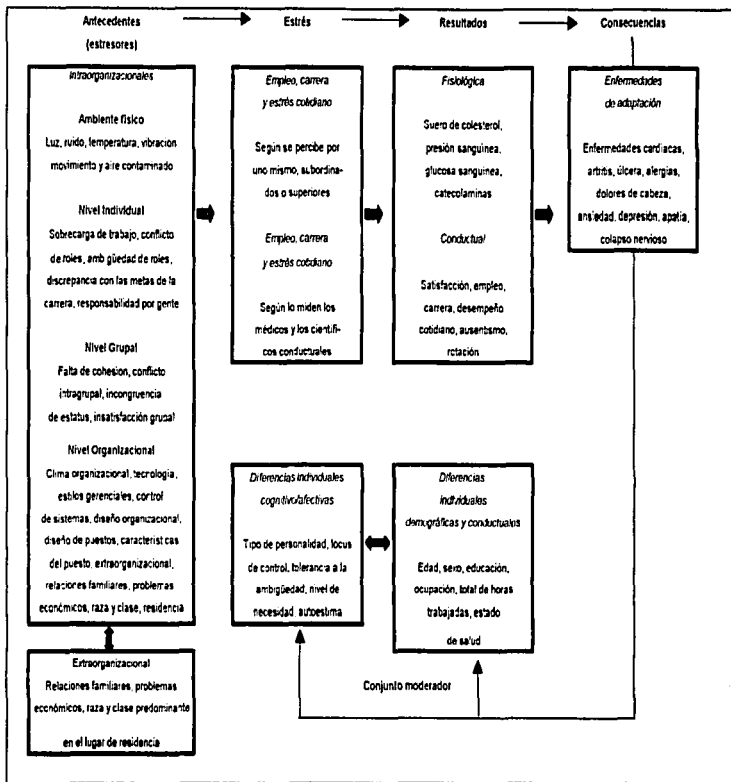 Antecedentes
(estresores)
Estrés
Resultados
Consecuencias
Intraorganizacionales
Ambiente físico
Luz, ruido, temperatura, vibracion
movimiento y aire contaminado
Nivel Individual
Sobrecarga de trabajo, conflicto
de roles, amb güedad de roles,
discrepancia con las metas de la
carrera, responsabilidad por gente
Nivel Grupal
Falta de cohesion, conflicto
intragrupal, incongruencia
de estatus, insatisfacción grupal
Nivel Organizacional
Clima organizacional, tecnología,
estilos gerenciales, control
de sistemas, diseño organizacional,
diseño de puestos, caracterist cas
del puesto, extraorganizacional,
relaciones familiares, problemas
económicos, raza y clase, residencia
Extraorganizacional
Relaciones familiares, problemas
económicos, raza y clase predominante
en el lugar de residencia
Empleo, carrera
y estrés cotidiano
Según se percibe por
uno mismo, subordina-
dos o superiores
Empleo, carrera
y estrés cotidiano
Según lo miden los
médicos y los científi-
cos conductuales
Fisiológica
Suero de colesterol,
presión sanguínea,
glucosa sanguinea,
catecolaminas
Conductual
Satisfacción, empleo,
carrera, desempeño
cotidiano, ausentismo,
rotación
Enfermedades
de adaptación
Enfermedades cardiacas,
artritis, úlcera, alergias,
dolores de cabeza,
ansiedad, depresión, apatía,
colapso nervioso
Diferencias individuales
cognitivo/afectivas
Tipo de personalidad, locus
de control, tolerancia a la
ambigüedad, nivel de
necesidad, autoestima
Diferencias
individuales
demográficas y conductuales
Edad, sexo, educación,
ocupación, total de horas
trabajadas, estado
de salud
Conjunto moderador